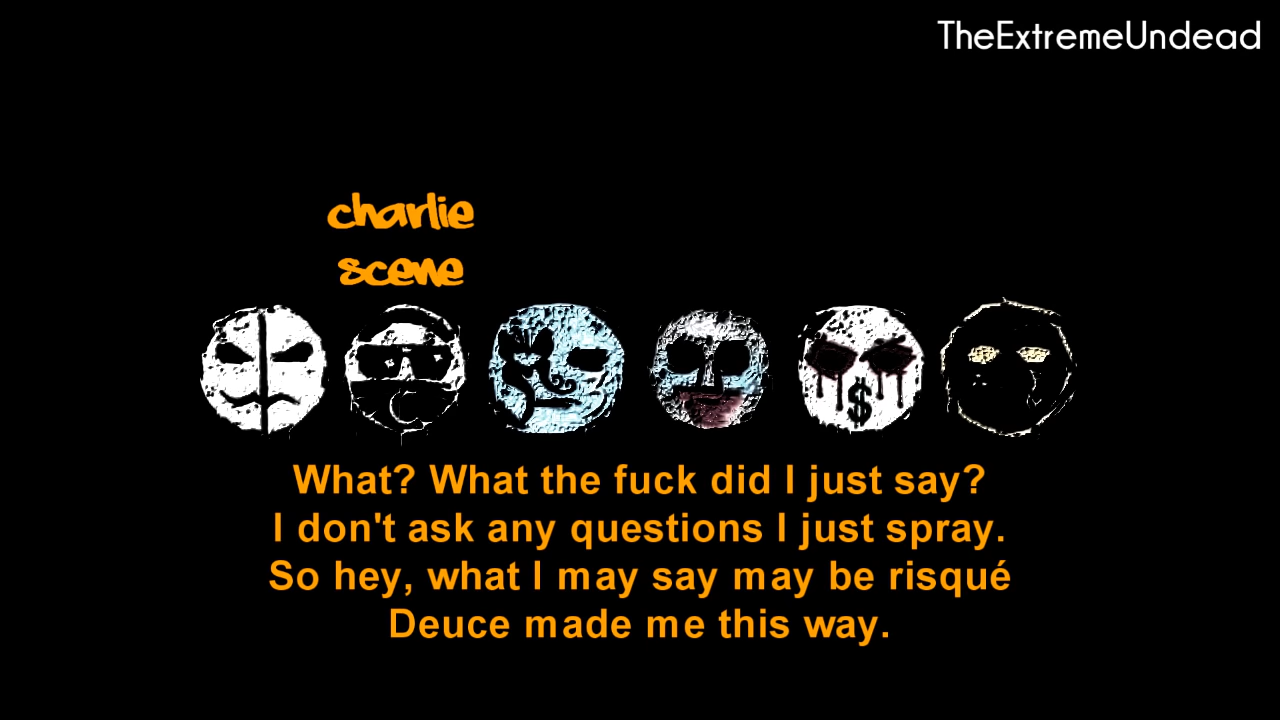 TheExtremeUndead
charlie
scene
$
What? What the fuck did I just say?
I don't ask any questions I just spray.
So hey, what I may say may be risqué
Deuce made me this way.